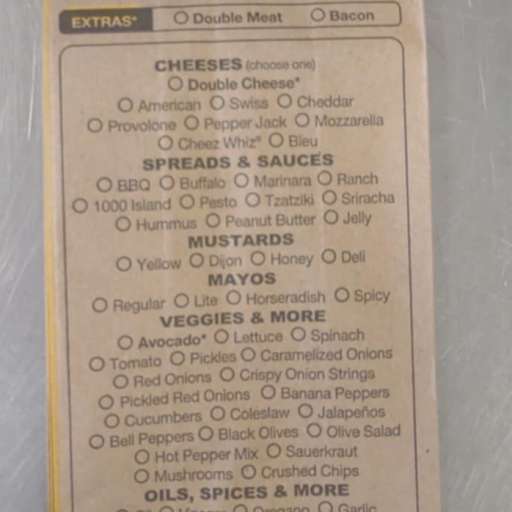 EXTRAS* Double Meat Bacon
CHEESES (choose one)
Double Cheese*
American Swiss Cheddar
Provolone Pepper Jack Mozzarella
Cheez Whiz* Bleu
SPREADS & SAUCES
BBQ Buffalo Marinara Ranch
1000 Island Pesto Tzatziki Sriracha
Hummus Peanut Butter Jelly
MUSTARDS
Yellow Dijon Honey Deli
MAYOS
Regular Lite Horseradish Spicy
VEGGIES & MORE
Avocado* Lettuce Spinach
Tomato Pickles Caramelized Onions
Red Onions Crispy Onion Strings
Pickled Red Onions Banana Peppers
Cucumbers Coleslaw Jalapeños
Bell Peppers Black Olives Olive Salad
Hot Pepper Mix Sauerkraut
Mushrooms Crushed Chips
OILS, SPICES & MORE
Oregano Garlic